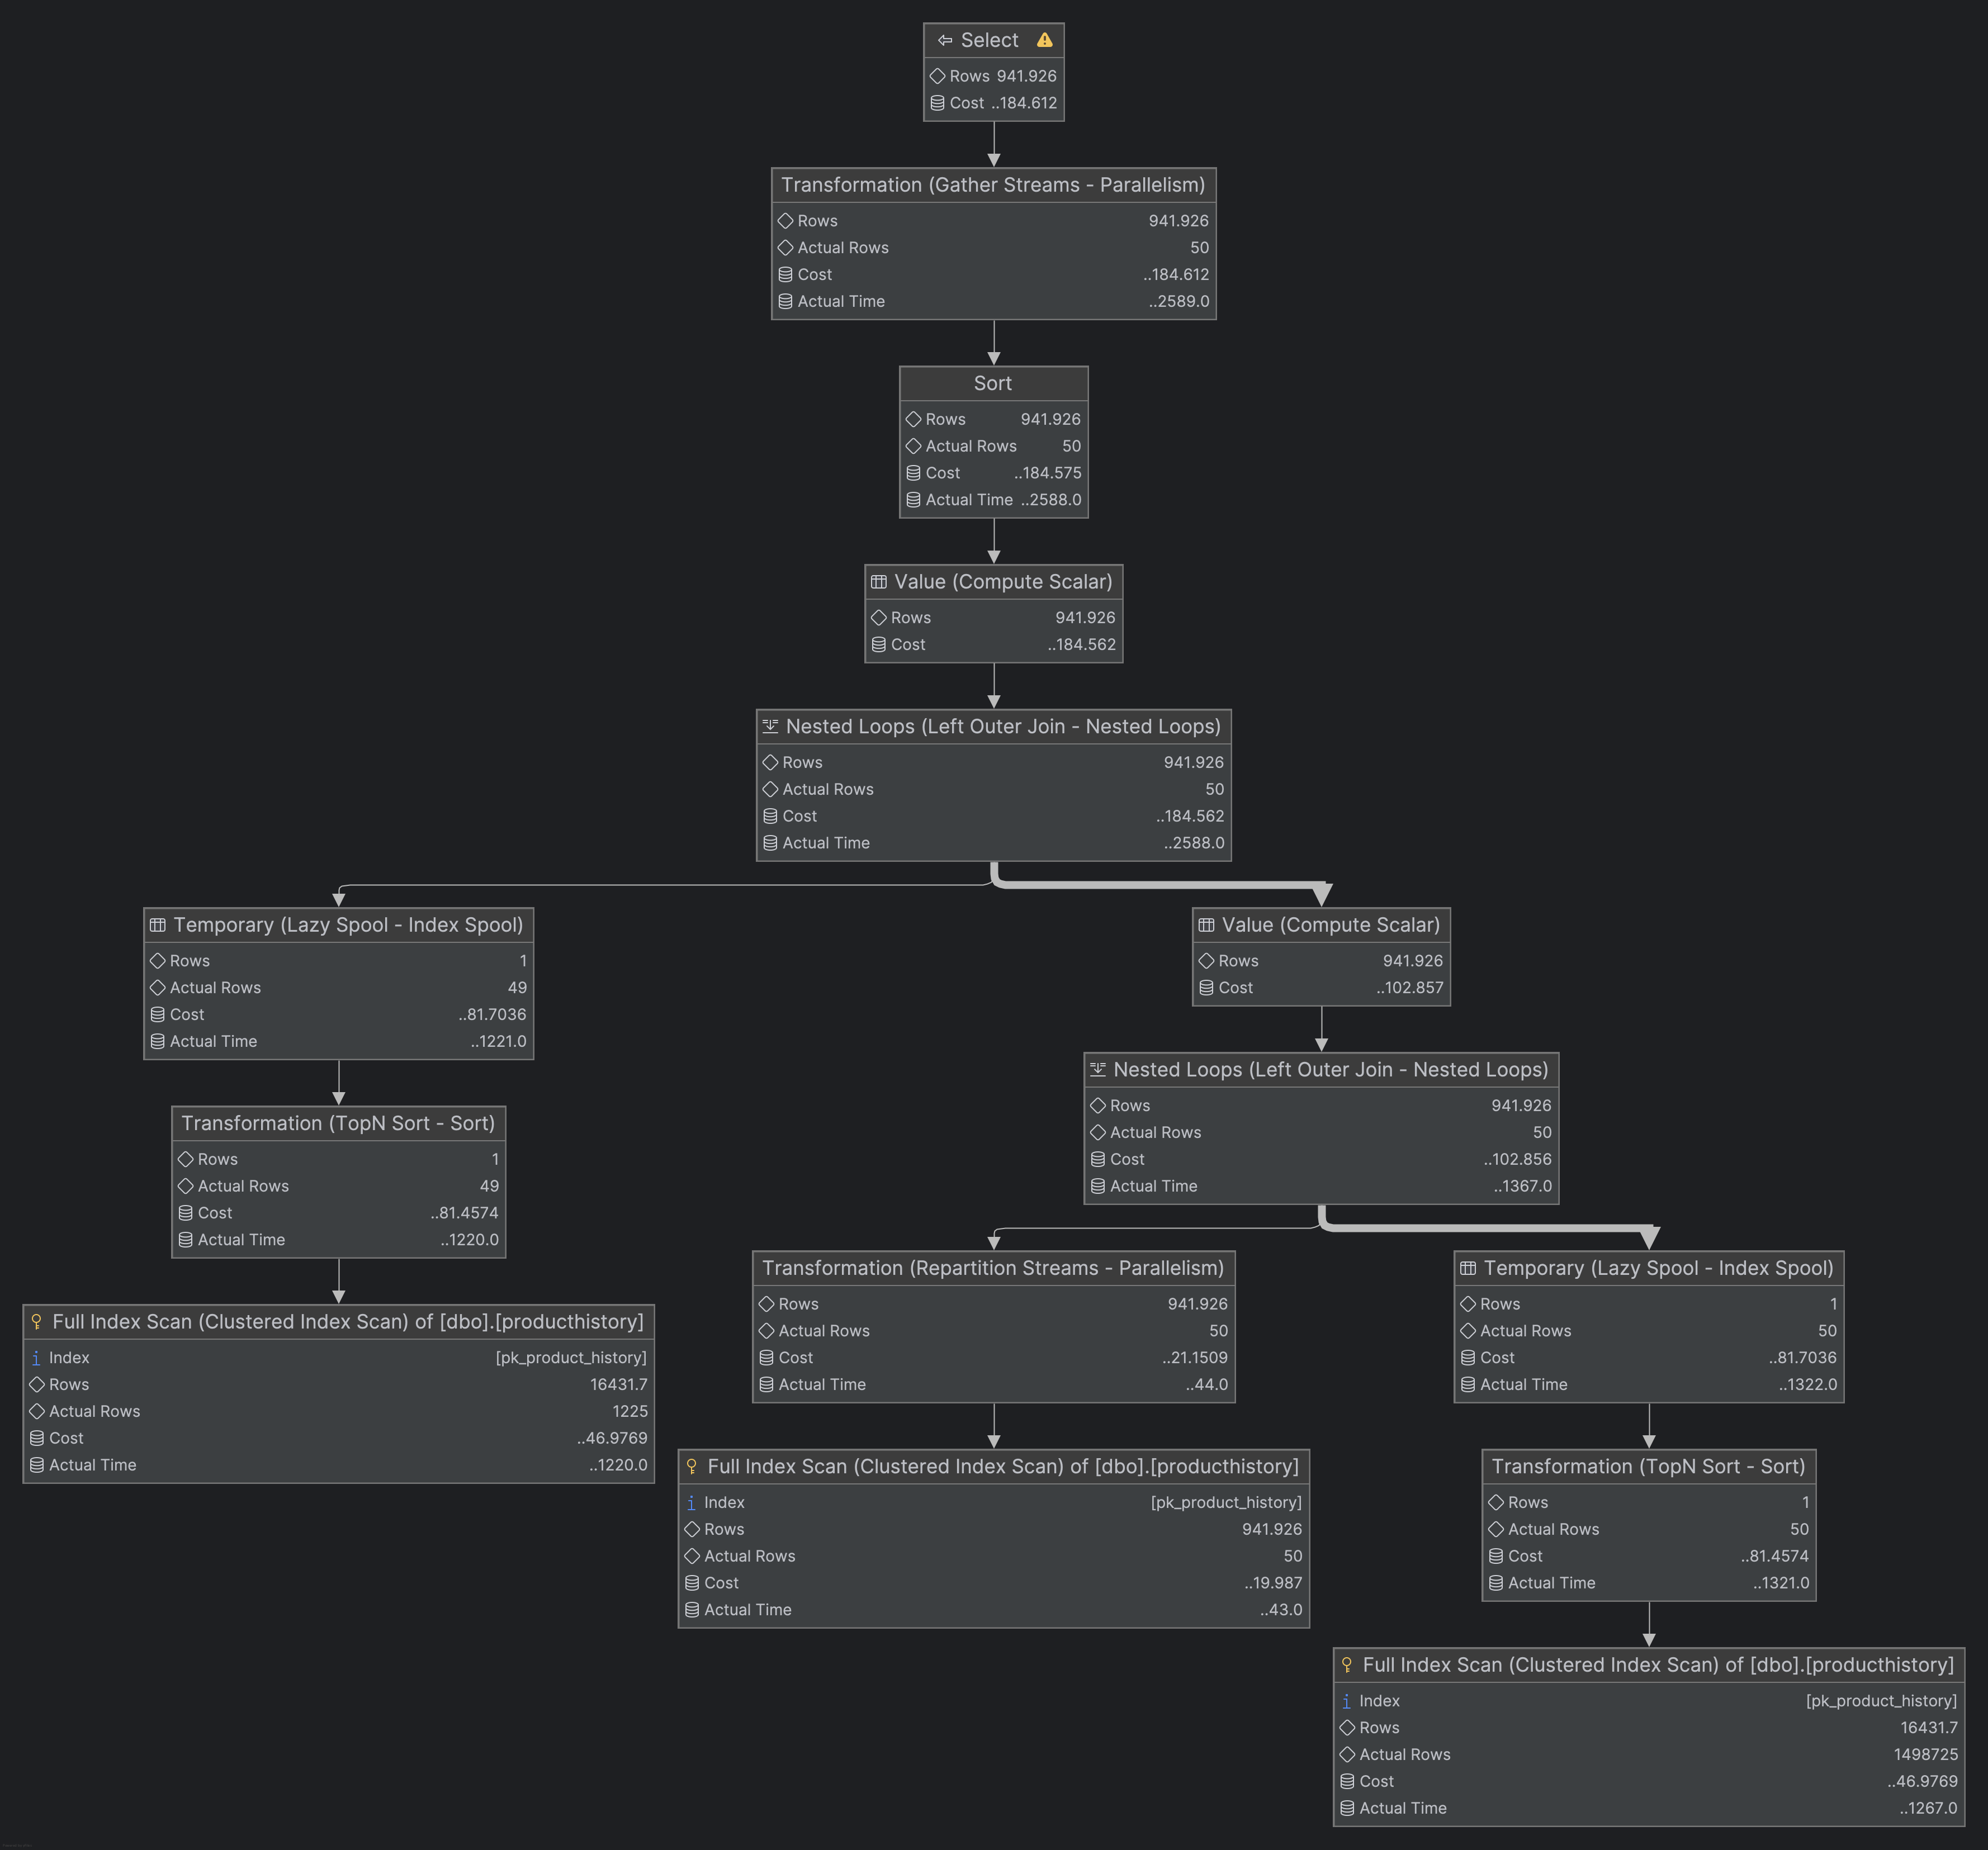 Select
Rows 941.926
Cost ..184.612
Transformation (Gather Streams - Parallelism)
Rows 941.926
Actual Rows 50
Cost ..184.612
Actual Time ..2589.0
Sort
Rows 941.926
Actual Rows 50
Cost ..184.575
Actual Time ..2588.0
Value (Compute Scalar)
Rows 941.926
Cost ..184.562
Nested Loops (Left Outer Join - Nested Loops)
Rows 941.926
Actual Rows 50
Cost ..184.562
Actual Time ..2588.0
Temporary (Lazy Spool - Index Spool)
Rows 1
Actual Rows 49
Cost ..81.7036
Actual Time ..1221.0
Transformation (TopN Sort - Sort)
Rows 1
Actual Rows 49
Cost ..81.4574
Actual Time ..1220.0
Full Index Scan (Clustered Index Scan) of [dbo].[producthistory]
Index [pk_product_history]
Rows 16431.7
Actual Rows 1225
Cost ..46.9769
Actual Time ..1220.0
Value (Compute Scalar)
Rows 941.926
Cost ..102.857
Nested Loops (Left Outer Join - Nested Loops)
Rows 941.926
Actual Rows 50
Cost ..102.856
Actual Time ..1367.0
Transformation (Repartition Streams - Parallelism)
Rows 941.926
Actual Rows 50
Cost ..21.1509
Actual Time ..44.0
Full Index Scan (Clustered Index Scan) of [dbo].[producthistory]
Index [pk_product_history]
Rows 941.926
Actual Rows 50
Cost ..19.987
Actual Time ..43.0
Temporary (Lazy Spool - Index Spool)
Rows 1
Actual Rows 50
Cost ..81.7036
Actual Time ..1322.0
Transformation (TopN Sort - Sort)
Rows 1
Actual Rows 50
Cost ..81.4574
Actual Time ..1321.0
Full Index Scan (Clustered Index Scan) of [dbo].[producthistory]
Index [pk_product_history]
Rows 16431.7
Actual Rows 1498725
Cost ..46.9769
Actual Time ..1267.0